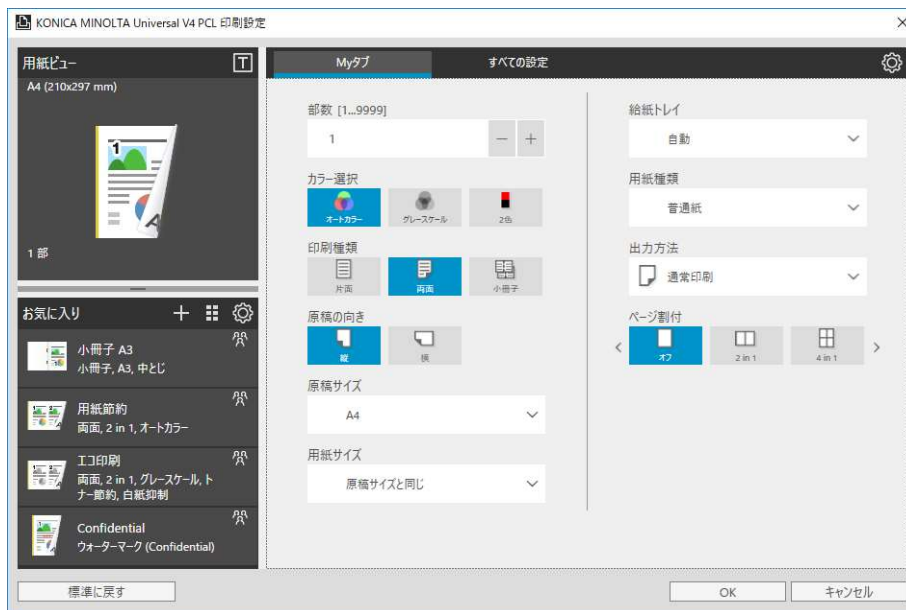 KONICA MINOLTA Universal V4 PCL 印刷設定
用紙ビュー
T
A4 (210x297 mm)
1
1 部
お気に入り
小冊子 A3
小冊子, A3, 中とじ
用紙節約
両面, 2 in 1, オートカラー
エコ印刷
両面, 2 in 1, グレースケール, ト
ナー節約, 白紙抑制
Confidential
ウォーターマーク (Confidential)
Myタブ
すべての設定
部数 [1...9999]
1
カラー選択
オートカラー
グレースケール
2色
印刷種類
片面
両面
小冊子
原稿の向き
縦
横
原稿サイズ
A4
用紙サイズ
原稿サイズと同じ
給紙トレイ
自動
用紙種類
普通紙
出力方法
通常印刷
ページ割付
オフ
2 in 1
4 in 1
標準に戻す
OK
キャンセル